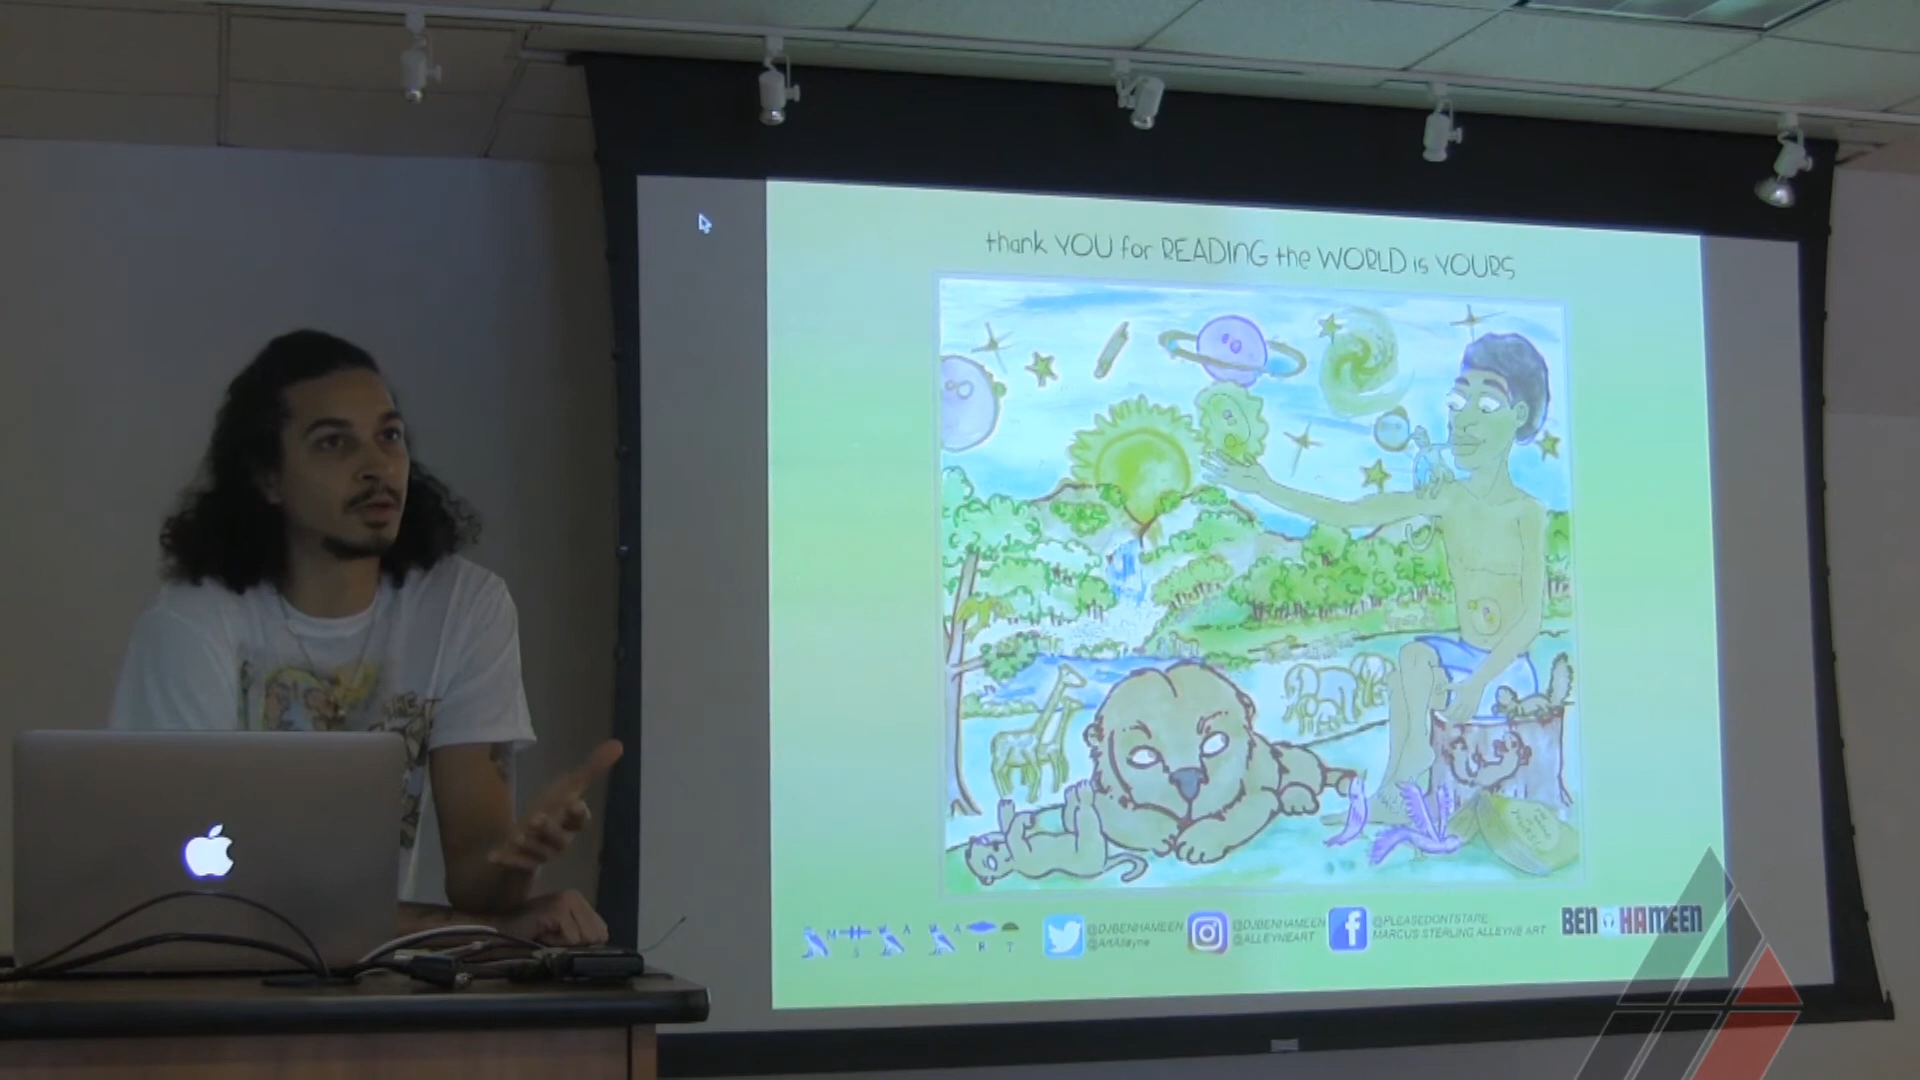 thank YOU for READING the WORLD is YOURS
@DJBENHAMEEN
@ArtAlleyne
@DJBENHAMEEN
@ALLEYNEART
@PLEASEDONTSTARE
MARCUS STERLING ALLEYNE ART
BEN HAMEEN